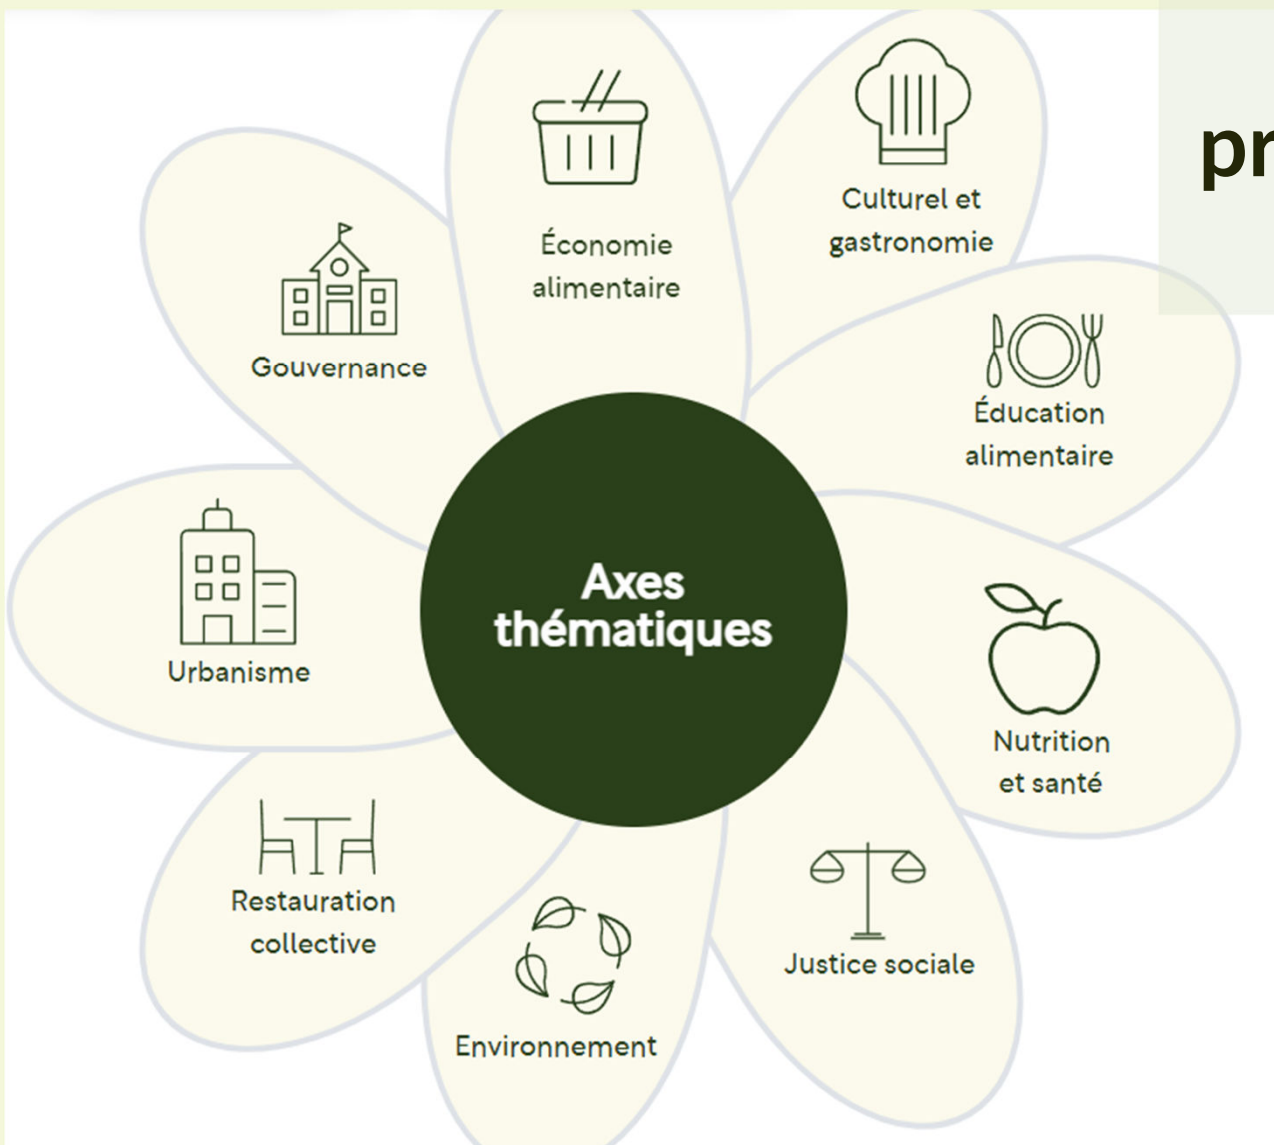 pr
Culturel et
gastronomie
Économie
alimentaire
Gouvernance
Éducation
alimentaire
Axes
thématiques
Urbanisme
Nutrition
et santé
Restauration
collective
Justice sociale
Environnement